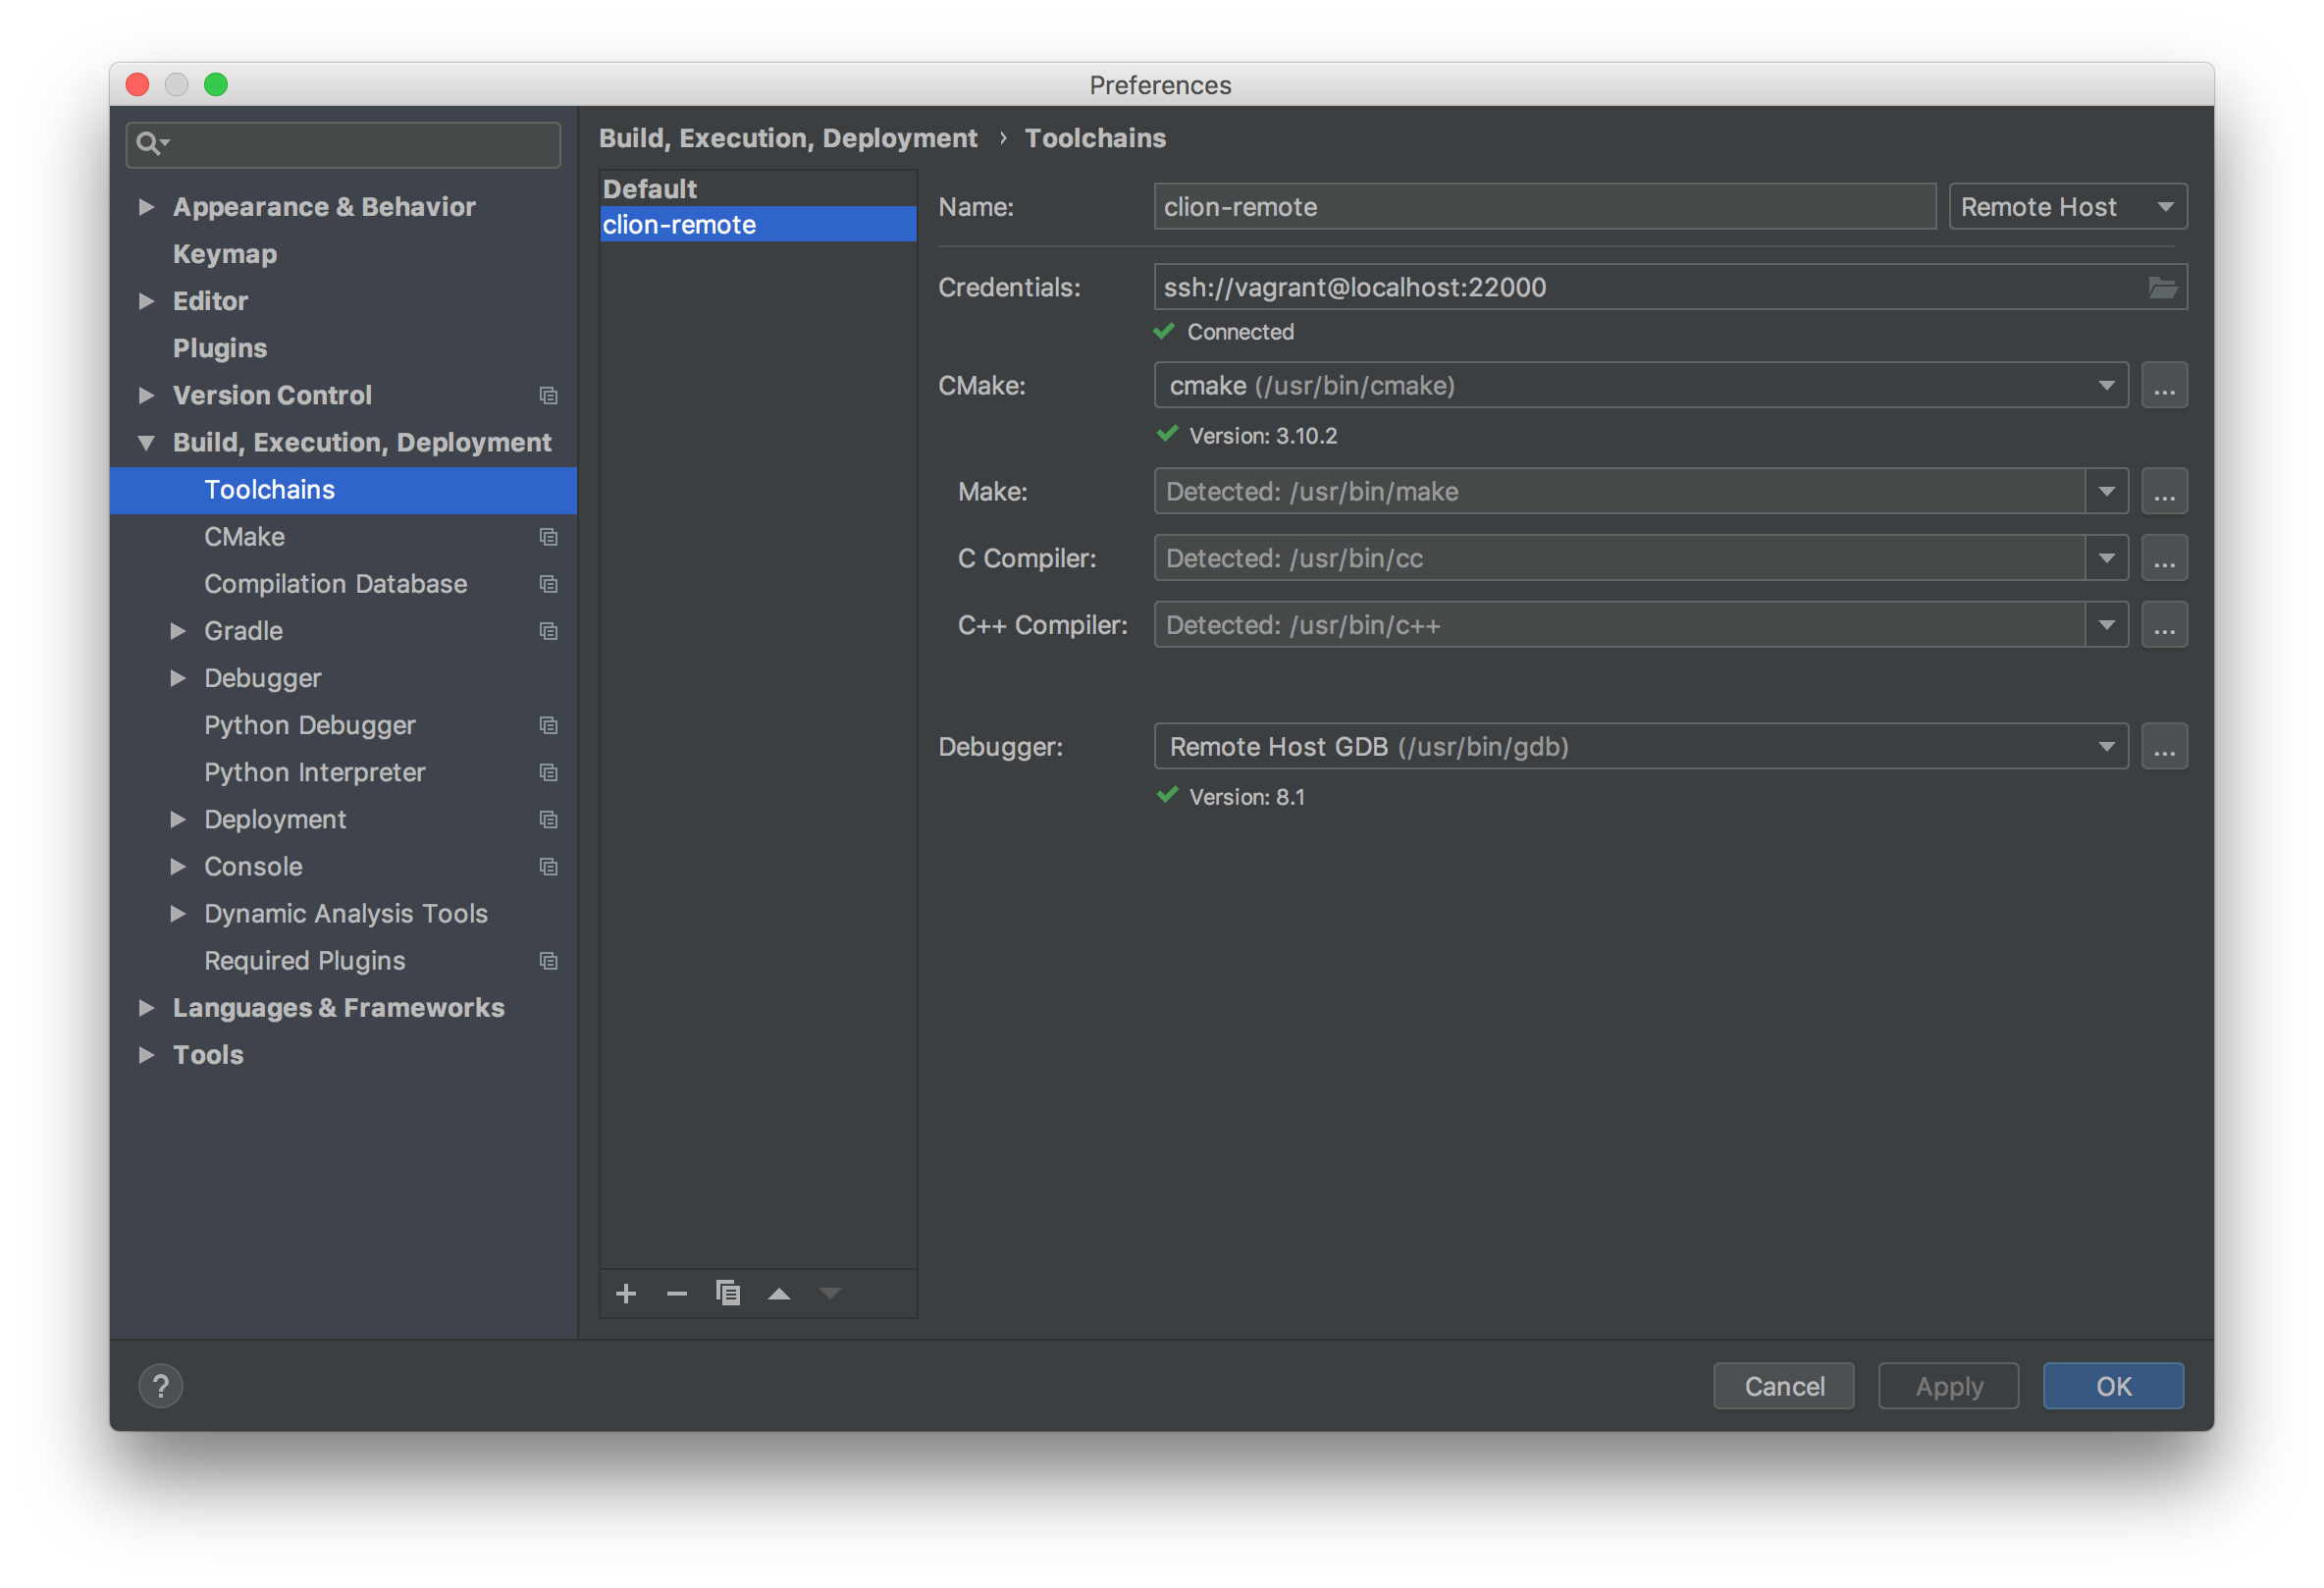 Preferences
Appearance & Behavior
Keymap
Editor
Plugins
Version Control
Build, Execution, Deployment
Toolchains
CMake
Compilation Database
Gradle
Debugger
Python Debugger
Python Interpreter
Deployment
Console
Dynamic Analysis Tools
Required Plugins
Languages & Frameworks
Tools
Build, Execution, Deployment › Toolchains
Default
clion-remote
Name: clion-remote Remote Host
Credentials: ssh://vagrant@localhost:22000
Connected
CMake: cmake (/usr/bin/cmake) ...
Version: 3.10.2
Make: Detected: /usr/bin/make ...
C Compiler: Detected: /usr/bin/cc ...
C++ Compiler: Detected: /usr/bin/c++ ...
Debugger: Remote Host GDB (/usr/bin/gdb) ...
Version: 8.1
? Cancel Apply OK